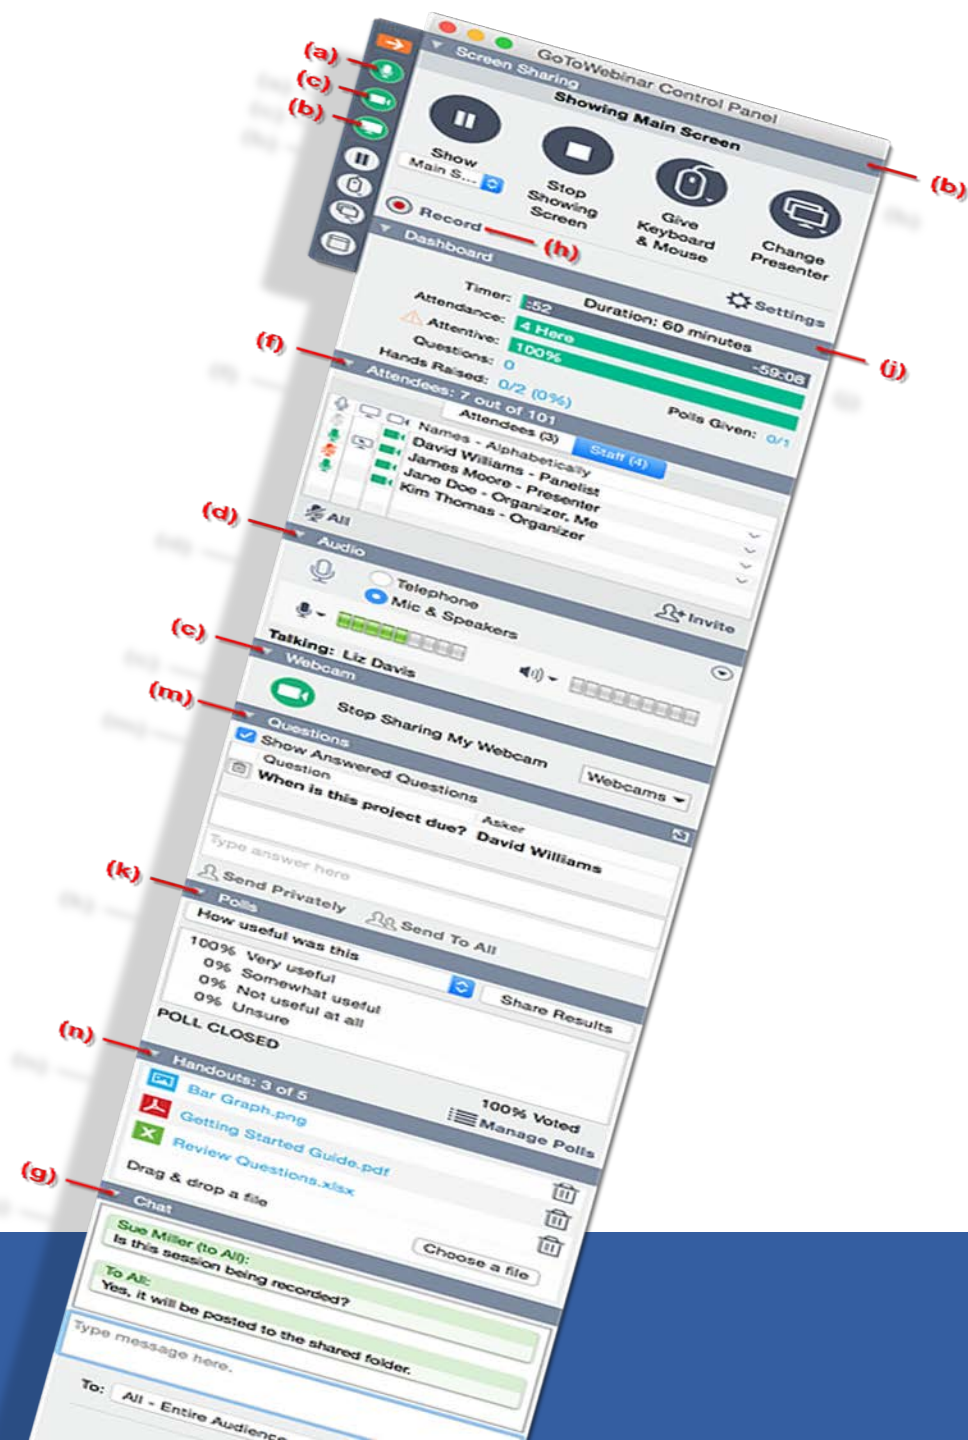 GoToWebinar Control Panel
(a)
(c)
(b)
Screen Sharing
Showing Main Screen
(b)
Show
Main S...
Stop
Showing
Screen
Give
Keyboard
& Mouse
Change
Presenter
Record
(h)
Settings
Dashboard
(j)
Timer: :52 Duration: 60 minutes -59:08
Attendance: 4 Here
Attentive: 100%
Questions: 0
Hands Raised: 0/2 (0%) Polls Given: 0/1
(f)
Attendees: 7 out of 101
Attendees (3) Staff (4)
Names - Alphabetically
David Williams - Panelist
James Moore - Presenter
Jane Doe - Organizer, Me
Kim Thomas - Organizer
All
Invite
(d)
Audio
Telephone
Mic & Speakers
Talking: Liz Davis
(c)
Webcam
Stop Sharing My Webcam
Webcams
(m)
Questions
Show Answered Questions
Question Asker
When is this project due? David Williams
Type answer here
Send Privately Send To All
(k)
Polls
How useful was this
Share Results
100% Very useful
0% Somewhat useful
0% Not useful at all
0% Unsure
POLL CLOSED
100% Voted
Manage Polls
(n)
Handouts: 3 of 5
Bar Graph.png
Getting Started Guide.pdf
Review Questions.xlsx
Drag & drop a file
Choose a file
(g)
Chat
Sue Miller (to All):
Is this session being recorded?
To All:
Yes, it will be posted to the shared folder.
Type message here.
To: All - Entire Audience